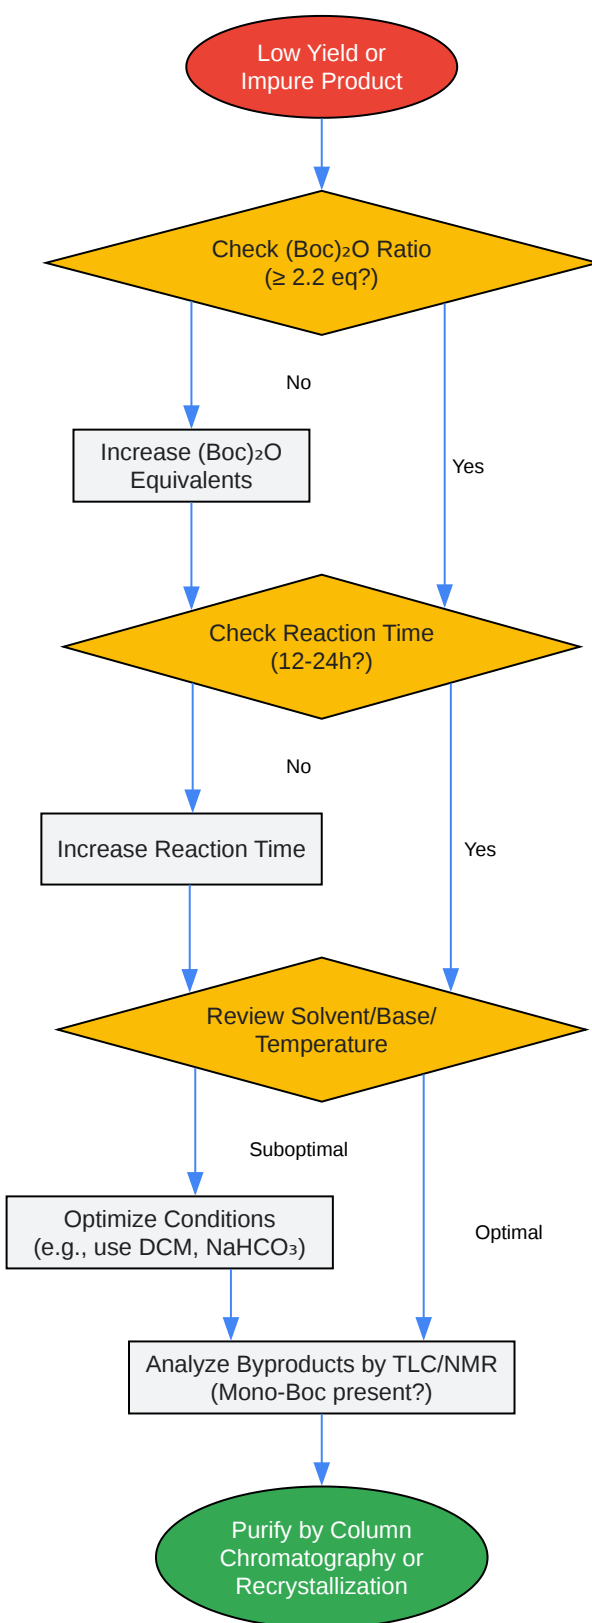 Low Yield or
Impure Product
Check (Boc)₂O Ratio
(≥ 2.2 eq?)
No
Increase (Boc)₂O
Equivalents
Yes
Check Reaction Time
(12-24h?)
No
Increase Reaction Time
Yes
Review Solvent/Base/
Temperature
Suboptimal
Optimize Conditions
(e.g., use DCM, NaHCO₃)
Optimal
Analyze Byproducts by TLC/NMR
(Mono-Boc present?)
Purify by Column
Chromatography or
Recrystallization